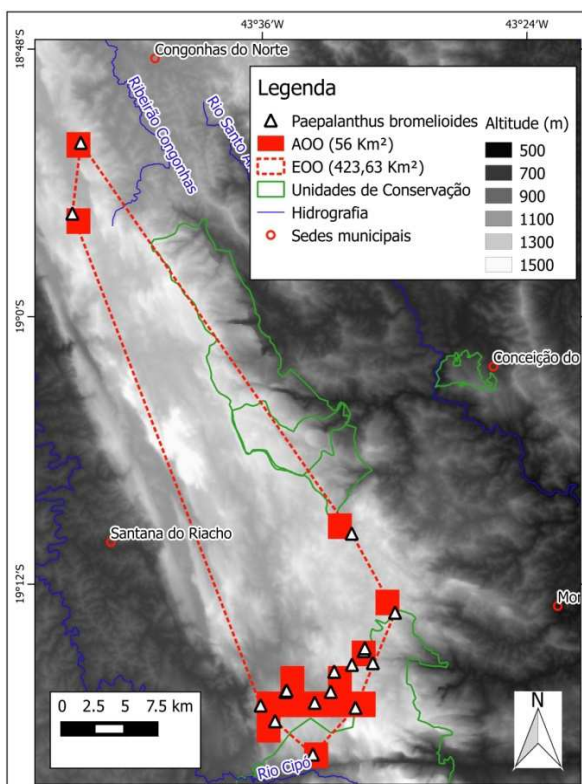 43°36'W 43°24'W
18°48'S
Congonhas do Norte
Ribeirão Congonhas
Rio Santo
Legenda
Paepalanthus bromelioides
AOO (56 Km²)
EOO (423,63 Km²)
Unidades de Conservação
Hidrografia
Sedes municipais
Altitude (m)
500
700
900
1100
1300
1500
19°0'S
Conceição do
Santana do Riacho
19°12'S
Mor
0 2.5 5 7.5 km
Rio Cipó
N